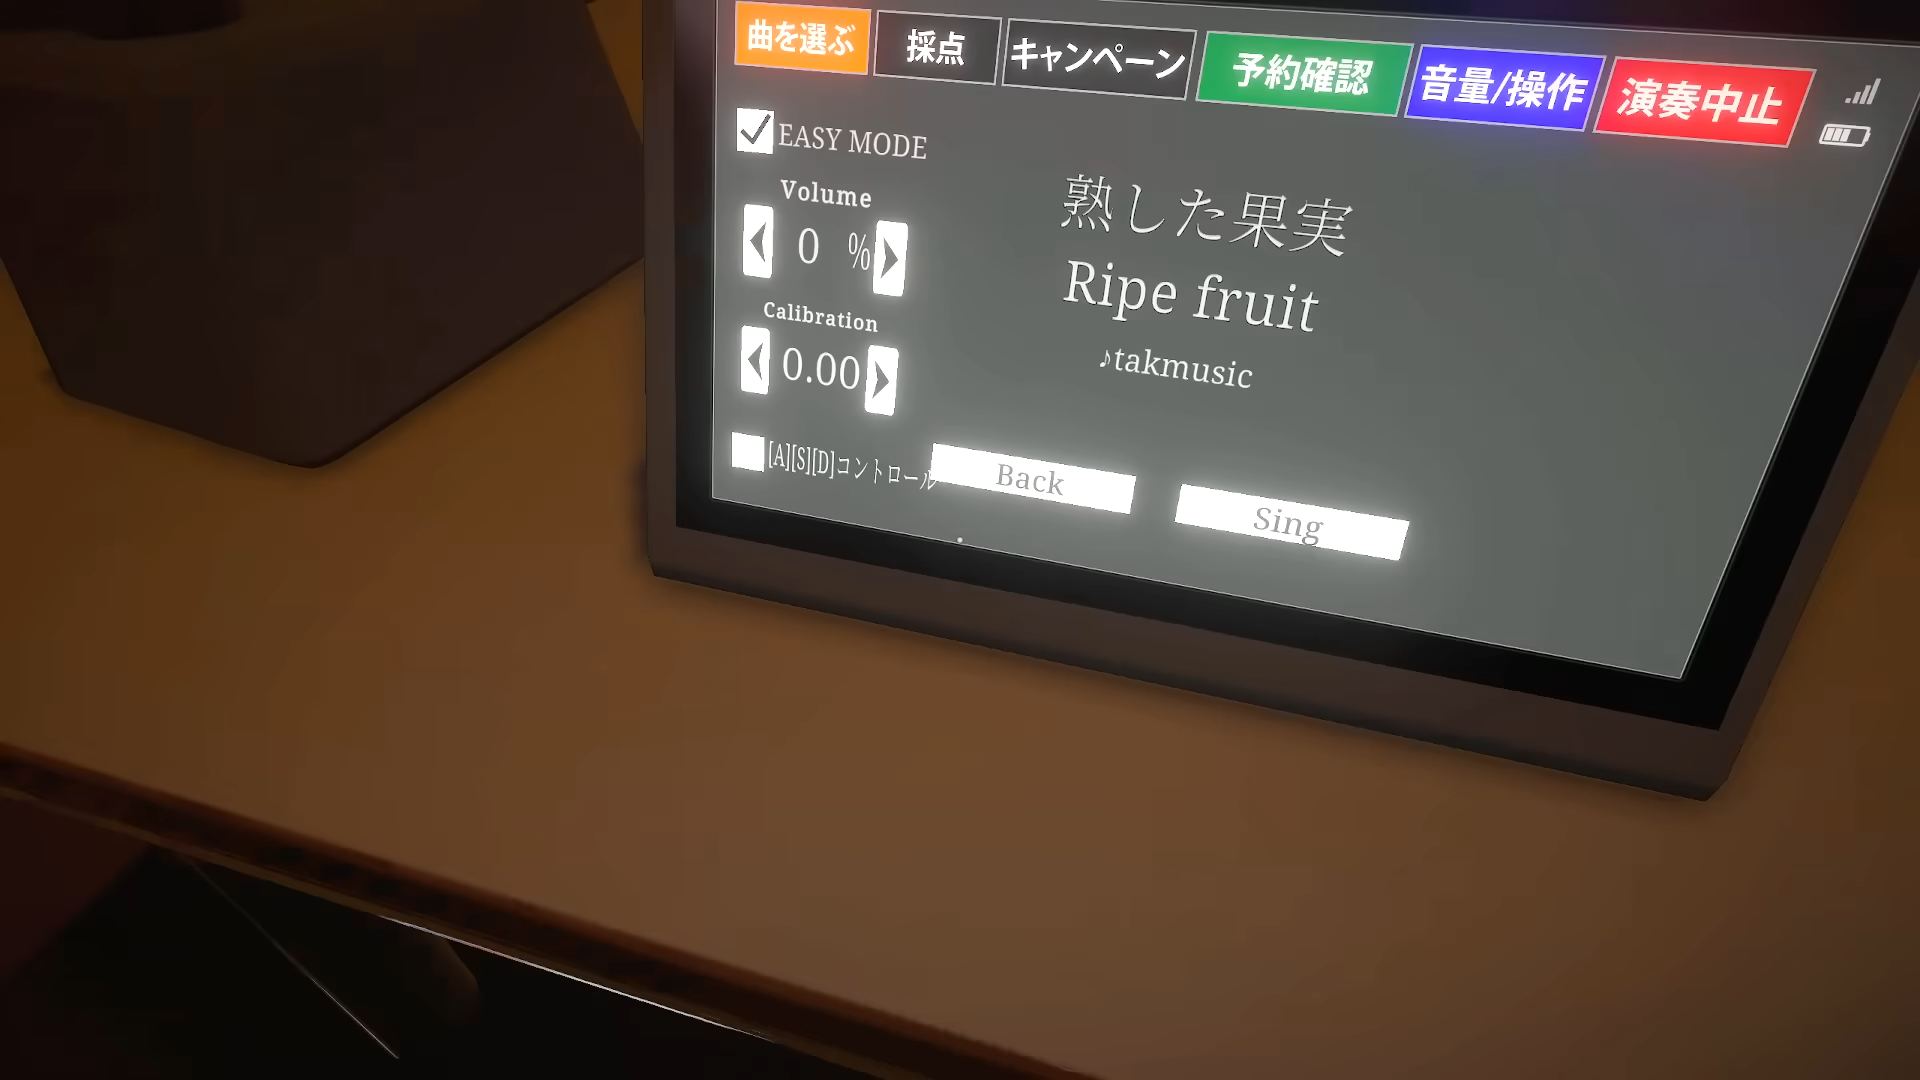 曲を選ぶ 採点 キャンペーン 予約確認 音量/操作 演奏中止
EASY MODE
Volume
0 %
Calibration
0.00
[A][S][D]コントロール
熟した果実
Ripe fruit
♪takmusic
Back
Sing